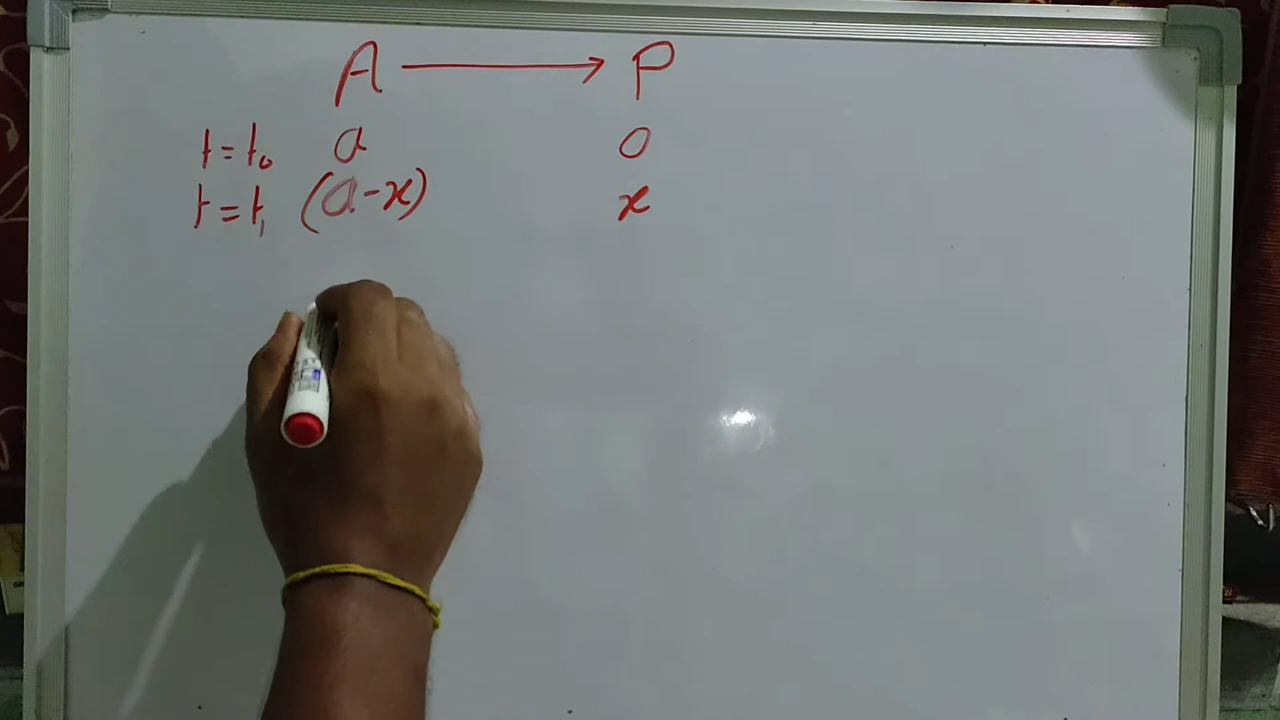 A → P
t=t₀ a 0
t=t₁ (a-x) x